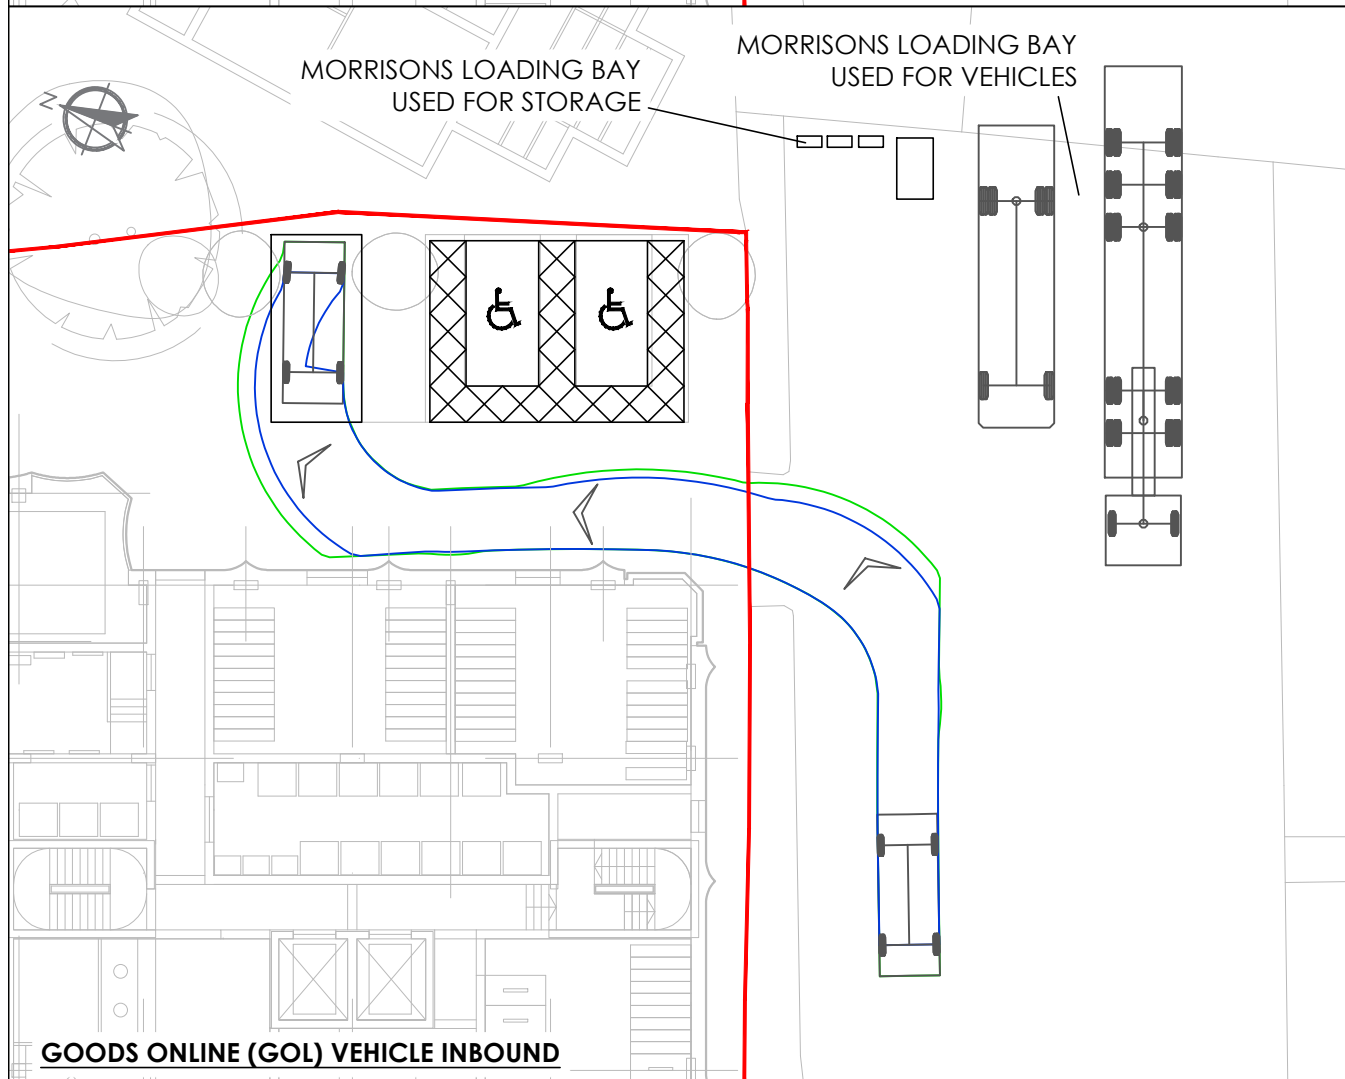 MORRISONS LOADING BAY
USED FOR STORAGE
MORRISONS LOADING BAY
USED FOR VEHICLES
N
GOODS ONLINE (GOL) VEHICLE INBOUND